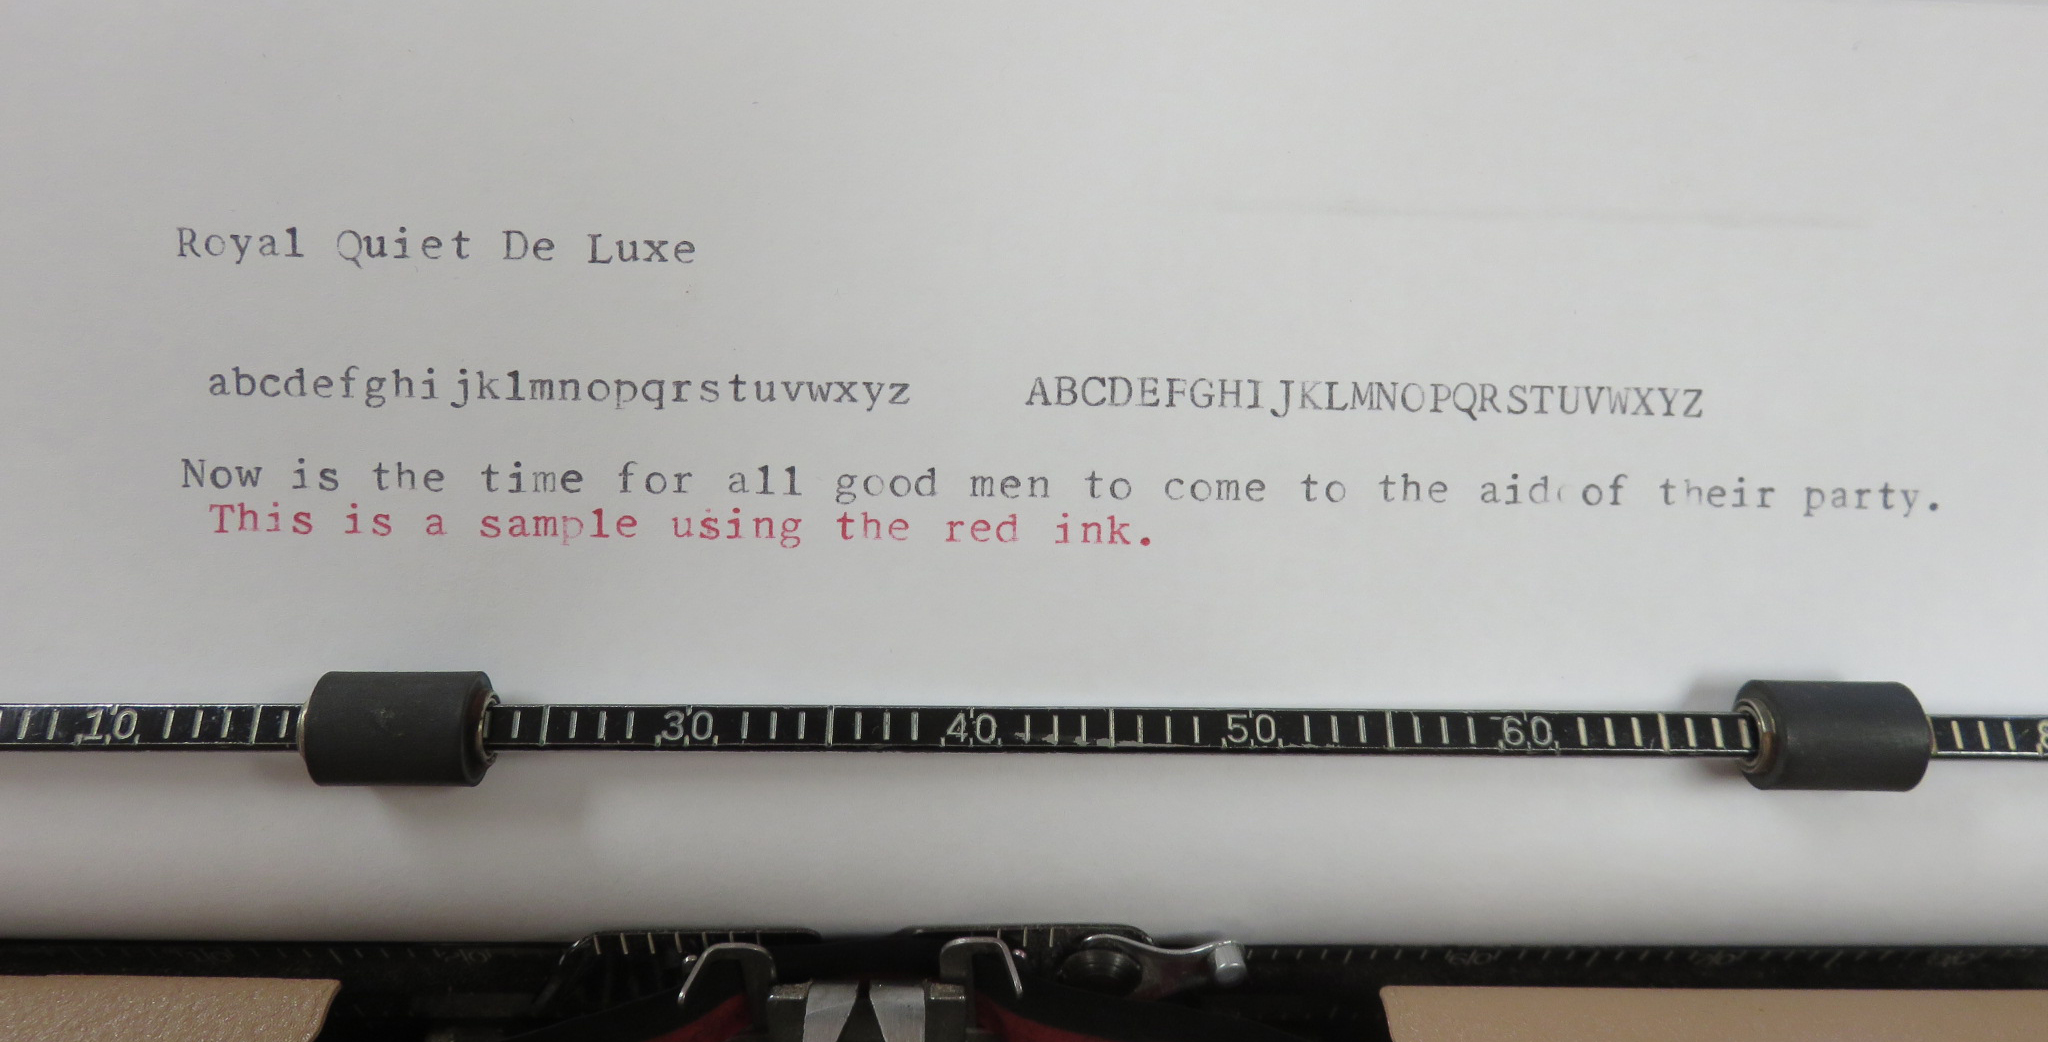 Royal Quiet De Luxe
abcdefghijklmnopqrstuvwxyz ABCDEFGHIJKLMNOPQRSTUVWXYZ
Now is the time for all good men to come to the aid of their party.
This is a sample using the red ink.
10 30 40 50 60